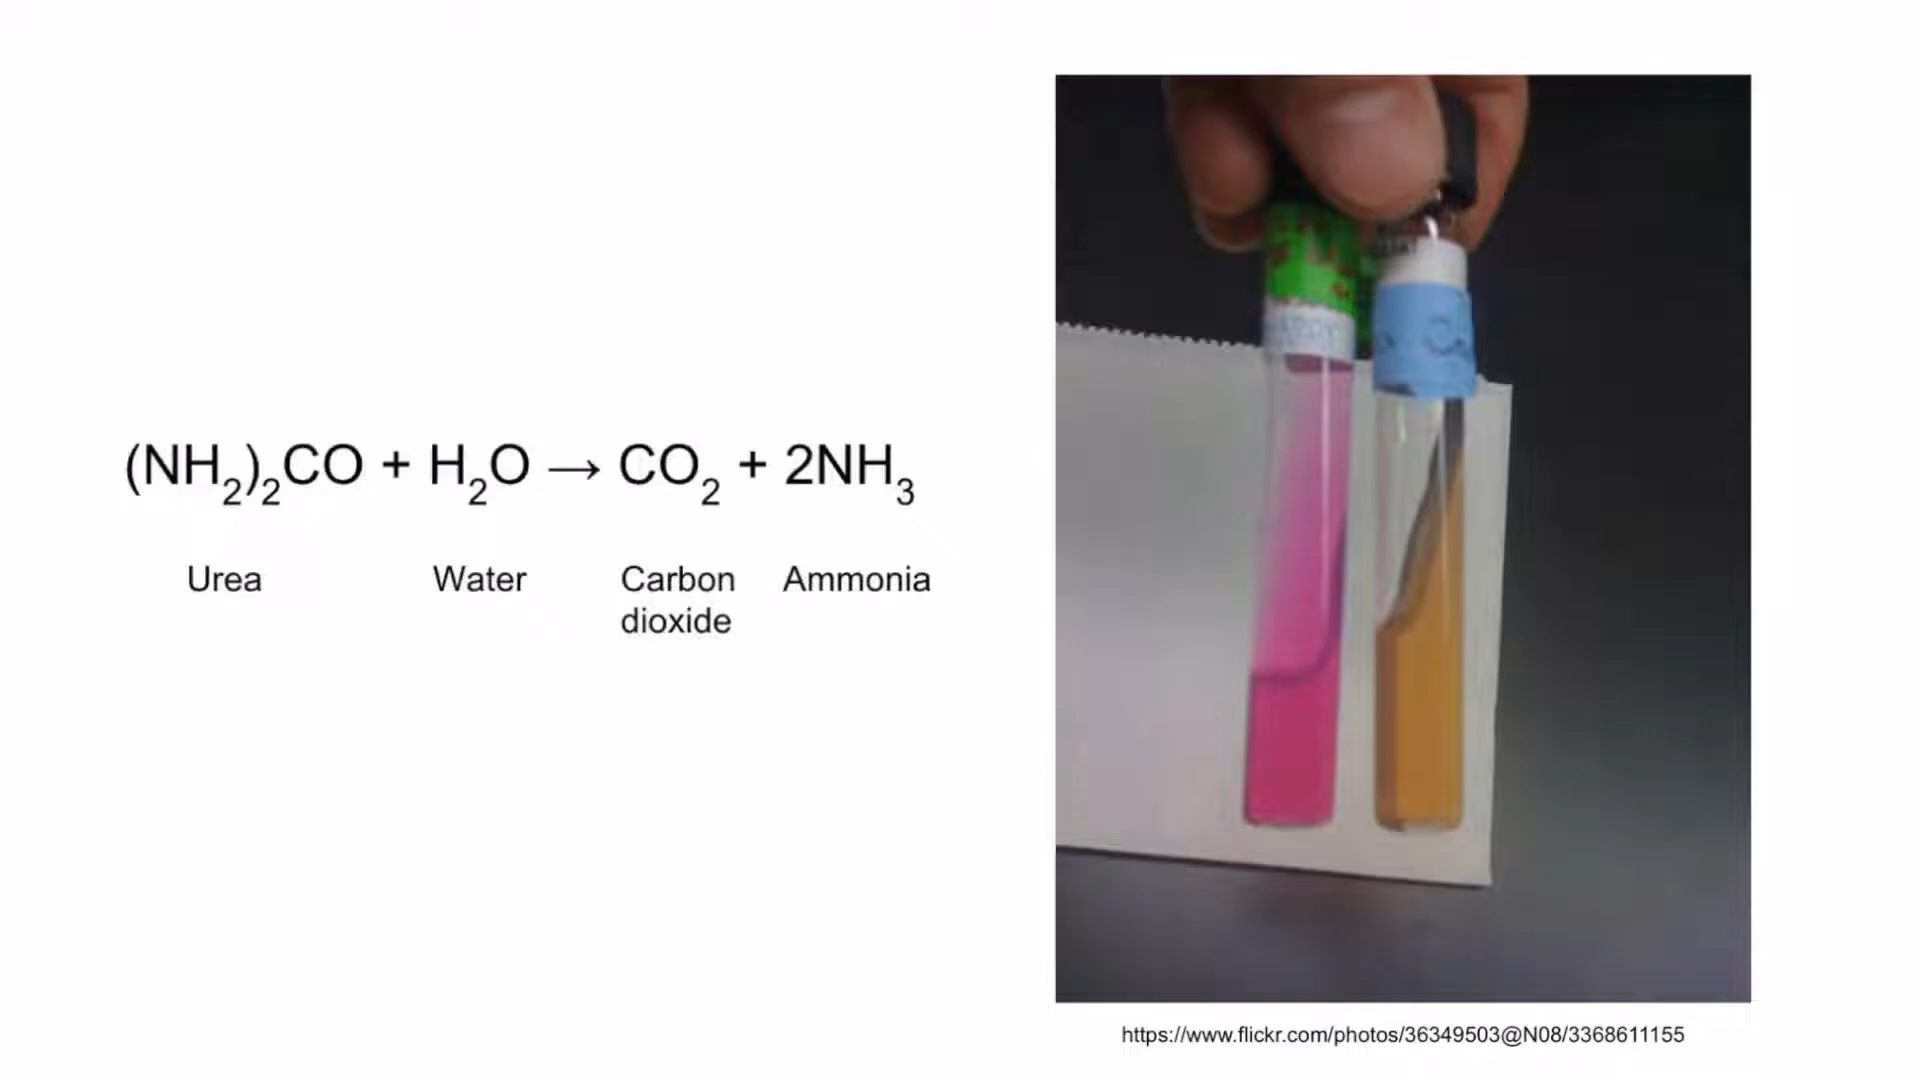 (NH₂)₂CO + H₂O → CO₂ + 2NH₃
Urea Water Carbon dioxide Ammonia
https://www.flickr.com/photos/36349503@N08/3368611155